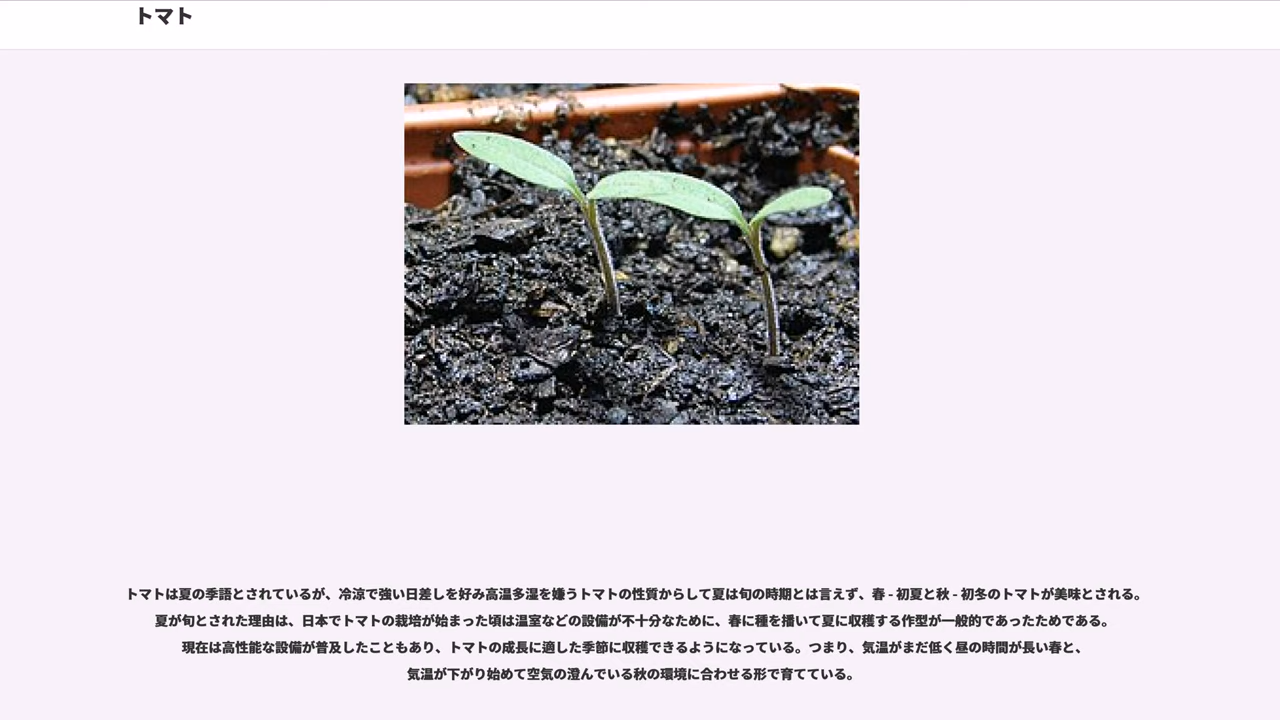 トマト
トマトは夏の季語とされているが、冷涼で強い日差しを好み高温多湿を嫌うトマトの性質からして夏は旬の時期とは言えず、春 - 初夏と秋 - 初冬のトマトが美味とされる。
夏が旬とされた理由は、日本でトマトの栽培が始まった頃は温室などの設備が不十分なために、春に種を播いて夏に収穫する作型が一般的であったためである。
現在は高性能な設備が普及したこともあり、トマトの成長に適した季節に収穫できるようになっている。つまり、気温がまだ低く昼の時間が長い春と、
気温が下がり始めて空気の澄んでいる秋の環境に合わせる形で育てている。